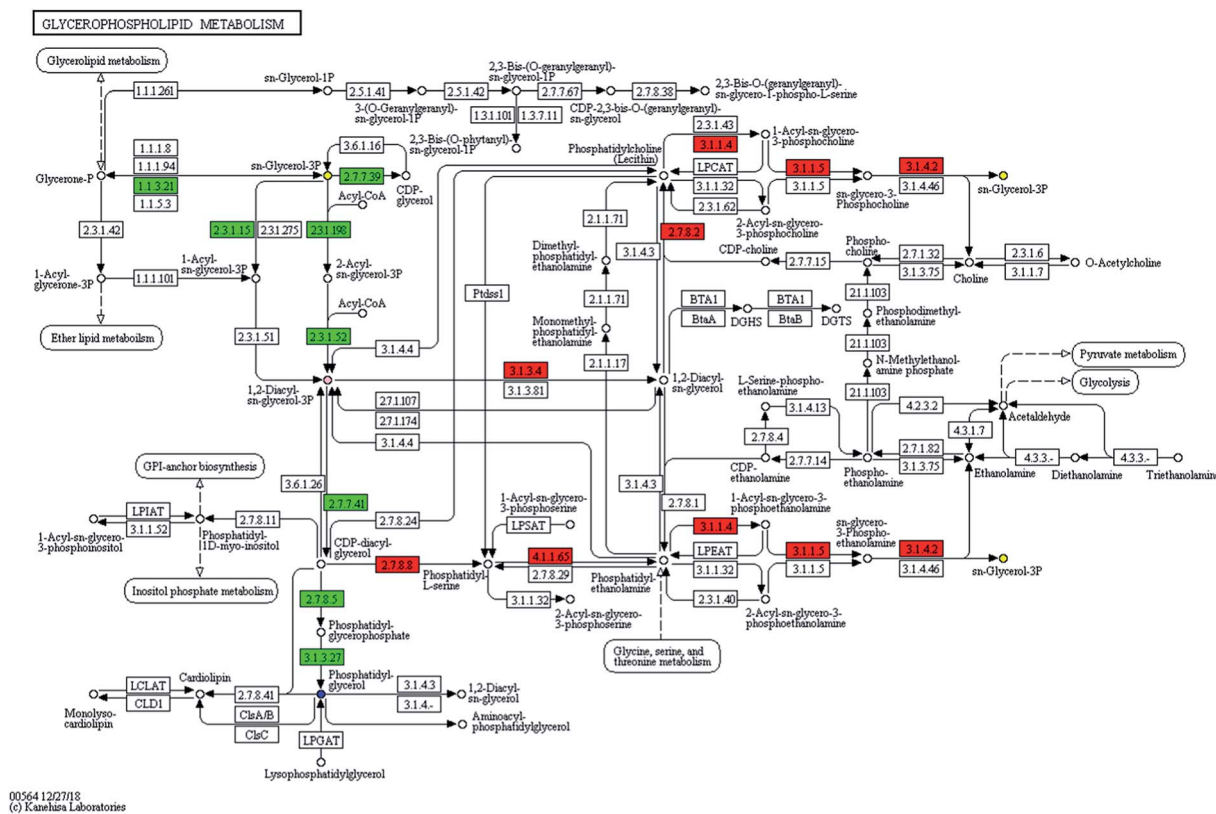 GLYCEROPHOSPHOLIPID METABOLISM
Glycerolipid metabolism
1.1.1.261
sn-Glycerol-1P
2.5.1.41
3-(O-Geranylgeranyl)-
sn-glycerol-1P
2.5.1.42
2,3-Bis-(O-geranylgeranyl)-
sn-glycerol-1P
2.7.7.67
CDP-2,3-bis-O-(geranylgeranyl)-
sn-glycerol
2.7.8.38
2,3-Bis-O-(geranylgeranyl)-
sn-glycero-1-phospho-L-serine
1.3.1.101
1.3.7.11
2,3-Bis-(O-phytanyl)-
sn-glycerol-1P
1.1.1.8
1.1.1.94
1.1.3.21
1.1.5.3
Glycerone-P
sn-Glycerol-3P
3.6.1.16
2.7.7.39
CDP-
glycerol
Acyl-CoA
2.3.1.42
2.3.1.15
2.3.1.275
2.3.1.198
1-Acyl-
glycerone-3P
1.1.1.101
1-Acyl-
sn-glycerol-3P
2-Acyl-
sn-glycerol-3P
Acyl-CoA
Ether lipid metaboilsm
2.3.1.51
2.3.1.52
3.1.4.4
1,2-Diacyl-
sn-glycerol-3P
3.1.3.4
3.1.3.81
1,2-Diacyl-
sn-glycerol
2.7.1.107
2.7.1.174
3.1.4.4
Ptdss1
Phosphatidylcholine
(Lecithin)
2.3.1.43
3.1.1.4
LPCAT
3.1.1.32
2.3.1.62
1-Acyl-sn-glycero-
3-phosphocholine
2-Acyl-sn-glycero-
3-phosphocholine
3.1.1.5
3.1.1.5
sn-glycero-3-
Phosphocholine
3.1.4.2
3.1.4.46
sn-Glycerol-3P
2.1.1.71
Dimethyl-
phosphatidyl-
ethanolamine
2.1.1.71
Monomethyl-
phosphatidyl-
ethanolamine
2.1.1.17
3.1.4.3
2.7.8.2
CDP-choline
2.7.7.15
Phospho-
choline
2.7.1.32
3.1.3.75
Choline
2.3.1.6
3.1.1.7
O-Acetylcholine
BTA1
BtaA
DGHS
BTA1
BtaB
DGTS
2.1.1.103
Phosphodimethyl-
ethanolamine
2.1.1.103
N-Methylethanol-
amine phosphate
2.1.1.103
Pyruvate metabolism
Glycolysis
L-Serine-phospho-
ethanolamine
3.1.4.13
2.7.8.4
CDP-
ethanolamine
2.7.7.14
Phospho-
ethanolamine
4.2.3.2
Acetaldehyde
4.3.1.7
2.7.1.82
3.1.3.75
Ethanolamine
4.3.3.-
Diethanolamine
4.3.3.-
Triethanolamine
GPI-anchor biosynthesis
LPIAT
3.1.1.52
1-Acyl-sn-glycero-
3-phosphoinositol
Phosphatidyl-
1D-myo-inositol
2.7.8.11
Inositol phosphate metabolism
3.6.1.26
2.7.7.41
2.7.8.24
CDP-diacyl-
glycerol
2.7.8.8
Phosphatidyl-
L-serine
1-Acyl-sn-glycero-
3-phosphoserine
LPSAT
4.1.1.65
2.7.8.29
3.1.1.32
2-Acyl-sn-glycero-
3-phosphoserine
3.1.4.3
2.7.8.1
Phosphatidyl-
ethanolamine
3.1.1.4
LPEAT
3.1.1.32
2.3.1.40
1-Acyl-sn-glycero-3-
phosphoethanolamine
2-Acyl-sn-glycero-3-
phosphoethanolamine
3.1.1.5
3.1.1.5
sn-glycero-3-Phospho-
ethanolamine
3.1.4.2
3.1.4.46
sn-Glycerol-3P
Glycine, serine, and
threonine metabolism
2.7.8.5
Phosphatidyl-
glycerophosphate
3.1.3.27
Phosphatidyl-
glycerol
LCLAT
CLD1
Monolyso-
cardiolipin
Cardiolipin
2.7.8.41
ClsA/B
ClsC
3.1.4.3
3.1.4.-
1,2-Diacyl-
sn-glycerol
Aminoacyl-
phosphatidylglycerol
LPGAT
Lysophosphatidylglycerol
00564 12/27/18
(c) Kanehisa Laboratories